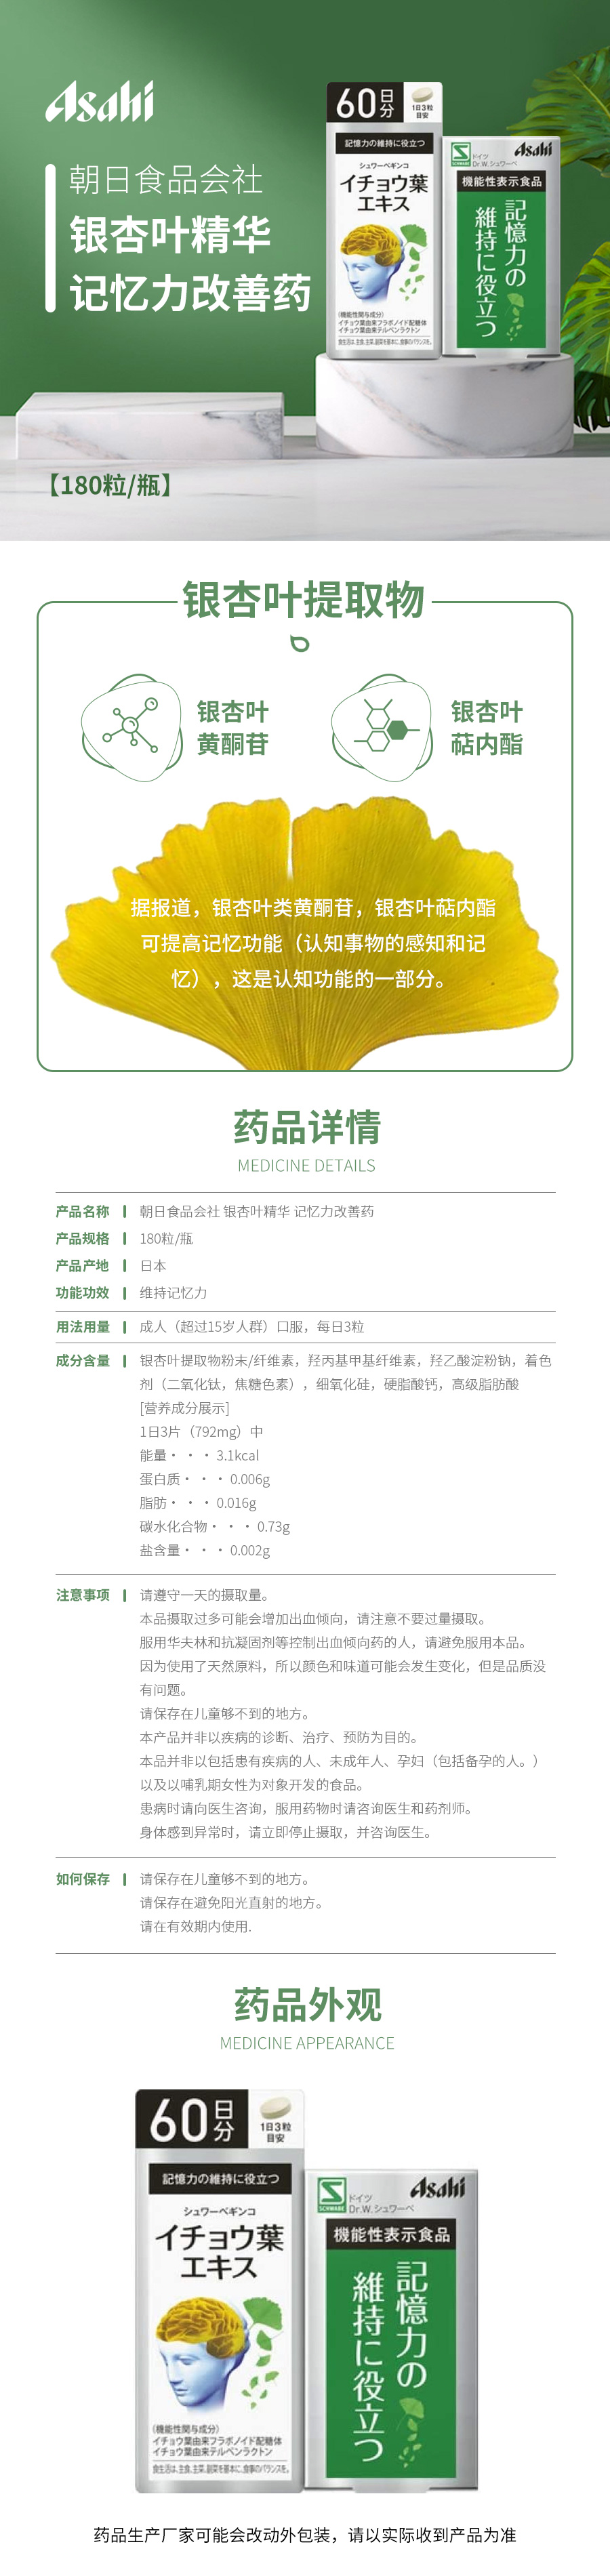 Asahi
朝日食品会社
银杏叶精华
记忆力改善药
60日分
1日3粒
目安
記憶力の維持に役立つ
シュワーベギンコ
イチョウ葉
エキス
(機能性関与成分)
イチョウ葉由来フラボノイド配糖体
イチョウ葉由来テルペンラクトン
食生活は、主食、主菜、副菜を基本に、食事のバランスを。
SCHWABE
ドイツ
Dr.W.シュワーベ
Asahi
機能性表示食品
記憶力の
維持に役立つ
【180粒/瓶】
银杏叶提取物
银杏叶
黄酮苷
银杏叶
萜内酯
据报道，银杏叶类黄酮苷，银杏叶萜内酯
可提高记忆功能（认知事物的感知和记
忆），这是认知功能的一部分。
药品详情
MEDICINE DETAILS
产品名称 朝日食品会社 银杏叶精华 记忆力改善药
产品规格 180粒/瓶
产品产地 日本
功能功效 维持记忆力
用法用量 成人（超过15岁人群）口服，每日3粒
成分含量 银杏叶提取物粉末/纤维素，羟丙基甲基纤维素，羟乙酸淀粉钠，着色
剂（二氧化钛，焦糖色素），细氧化硅，硬脂酸钙，高级脂肪酸
[营养成分展示]
1日3片（792mg）中
能量・・・3.1kcal
蛋白质・・・0.006g
脂肪・・・0.016g
碳水化合物・・・0.73g
盐含量・・・0.002g
注意事项 请遵守一天的摄取量。
本品摄取过多可能会增加出血倾向，请注意不要过量摄取。
服用华夫林和抗凝固剂等控制出血倾向药的人，请避免服用本品。
因为使用了天然原料，所以颜色和味道可能会发生变化，但是品质没
有问题。
请保存在儿童够不到的地方。
本产品并非以疾病的诊断、治疗、预防为目的。
本品并非以包括患有疾病的人、未成年人、孕妇（包括备孕的人。）
以及以哺乳期女性为对象开发的食品。
患病时请向医生咨询，服用药物时请咨询医生和药剂师。
身体感到异常时，请立即停止摄取，并咨询医生。
如何保存 请保存在儿童够不到的地方。
请保存在避免阳光直射的地方。
请在有效期内使用.
药品外观
MEDICINE APPEARANCE
60日分
1日3粒
目安
記憶力の維持に役立つ
シュワーベギンコ
イチョウ葉
エキス
(機能性関与成分)
イチョウ葉由来フラボノイド配糖体
イチョウ葉由来テルペンラクトン
食生活は、主食、主菜、副菜を基本に、食事のバランスを。
SCHWABE
ドイツ
Dr.W.シュワーベ
Asahi
機能性表示食品
記憶力の
維持に役立つ
药品生产厂家可能会改动外包装，请以实际收到产品为准